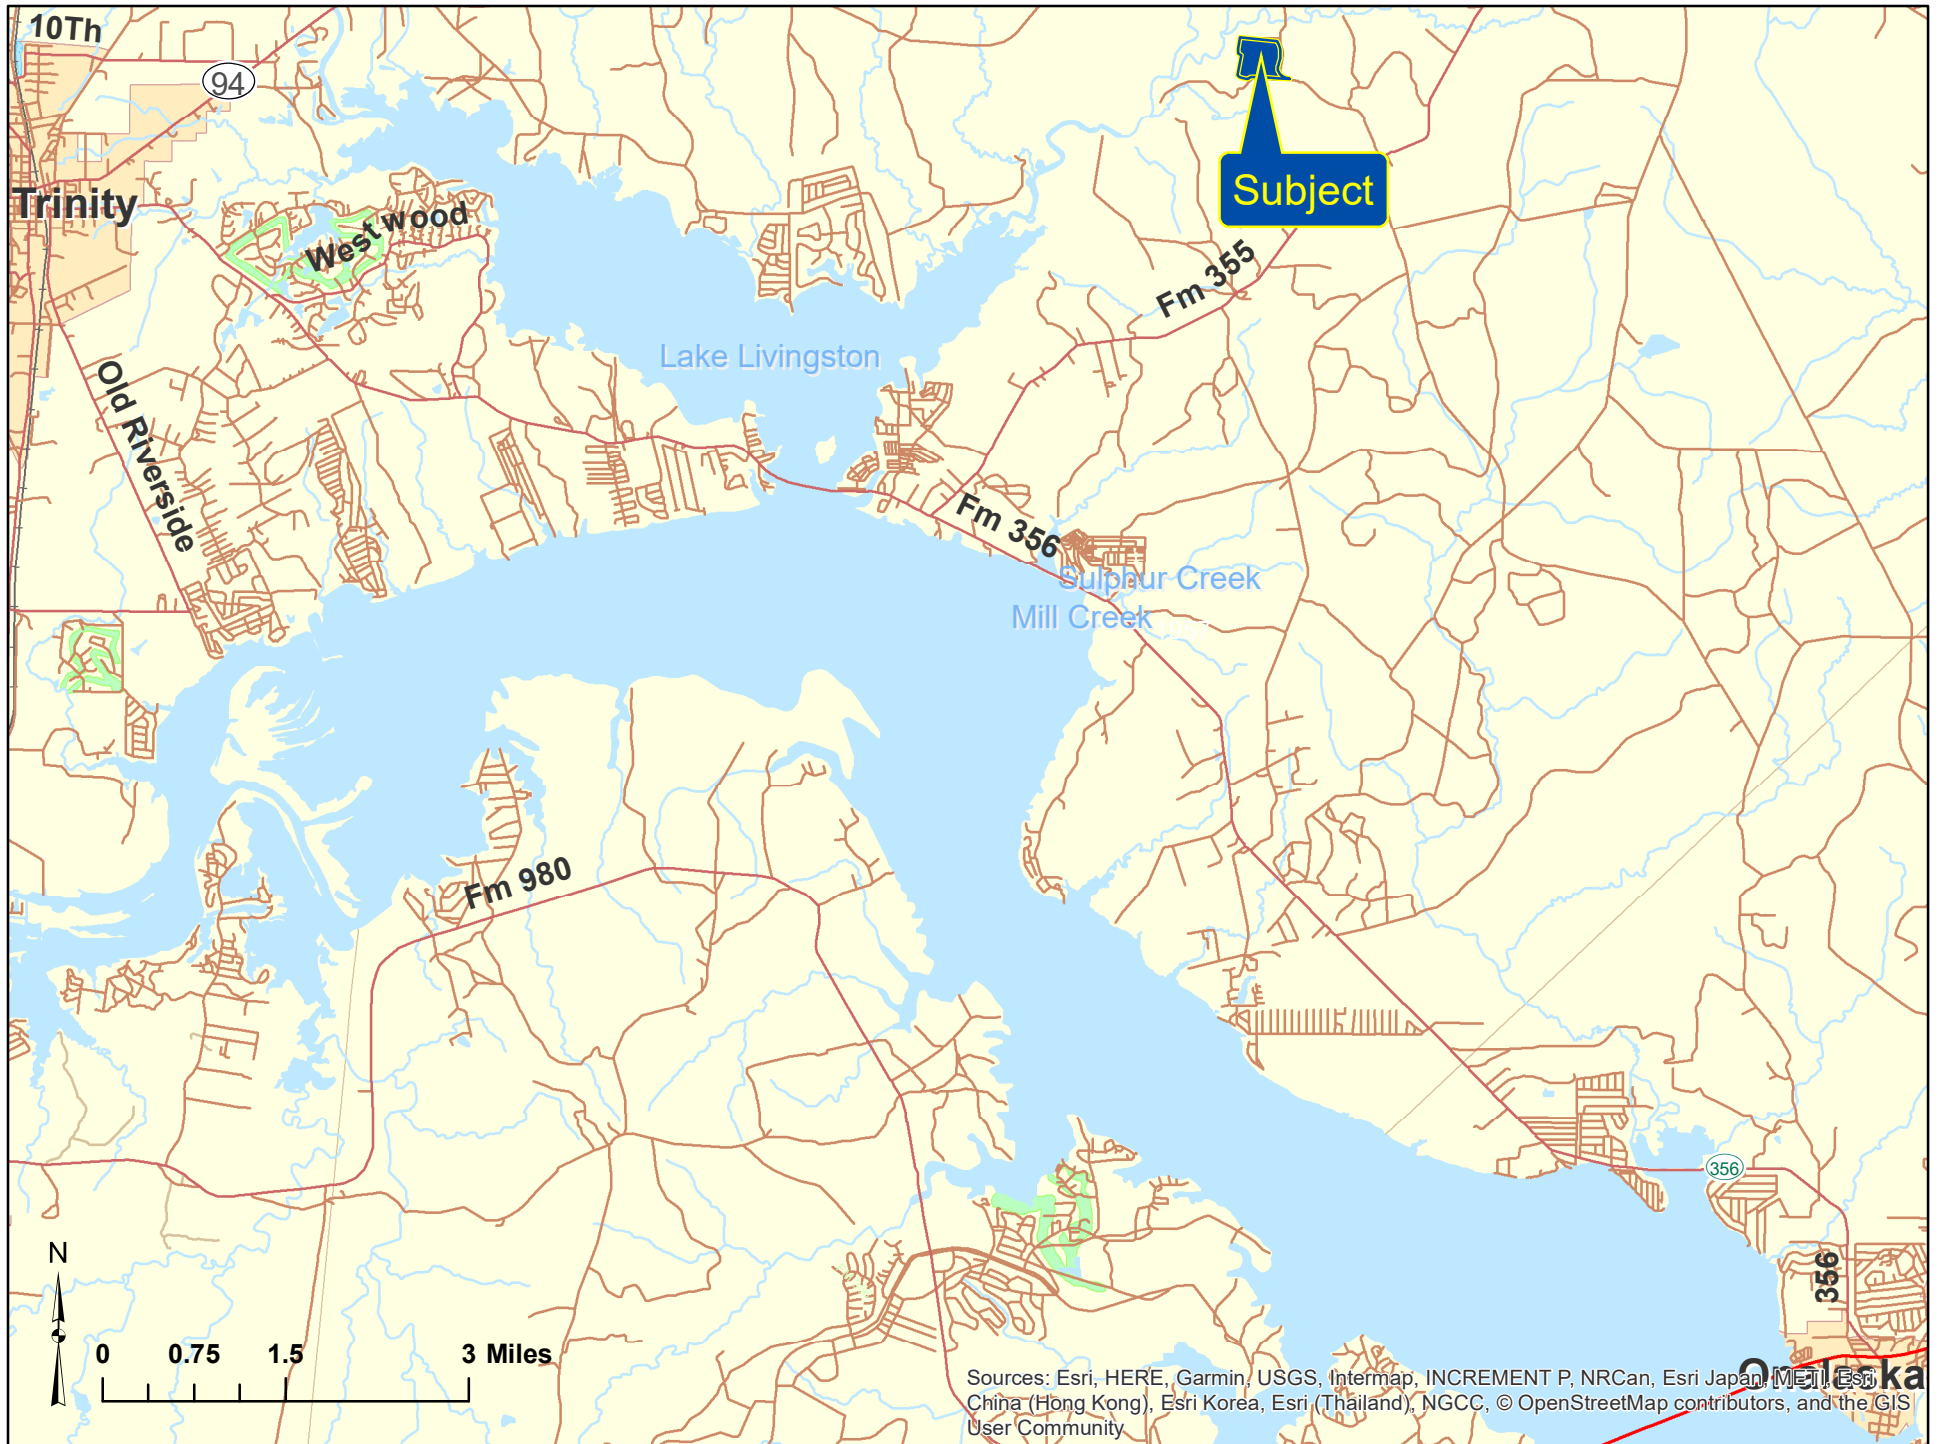 10Th
94
Trinity
Westwood
Subject
Fm 355
Lake Livingston
Old Riverside
Fm 356
Sulphur Creek
Mill Creek
Fm 980
356
356
N
0 0.75 1.5 3 Miles
Onalaska
Sources: Esri, HERE, Garmin, USGS, Intermap, INCREMENT P, NRCan, Esri Japan, METI, Esri
China (Hong Kong), Esri Korea, Esri (Thailand), NGCC, © OpenStreetMap contributors, and the GIS
User Community